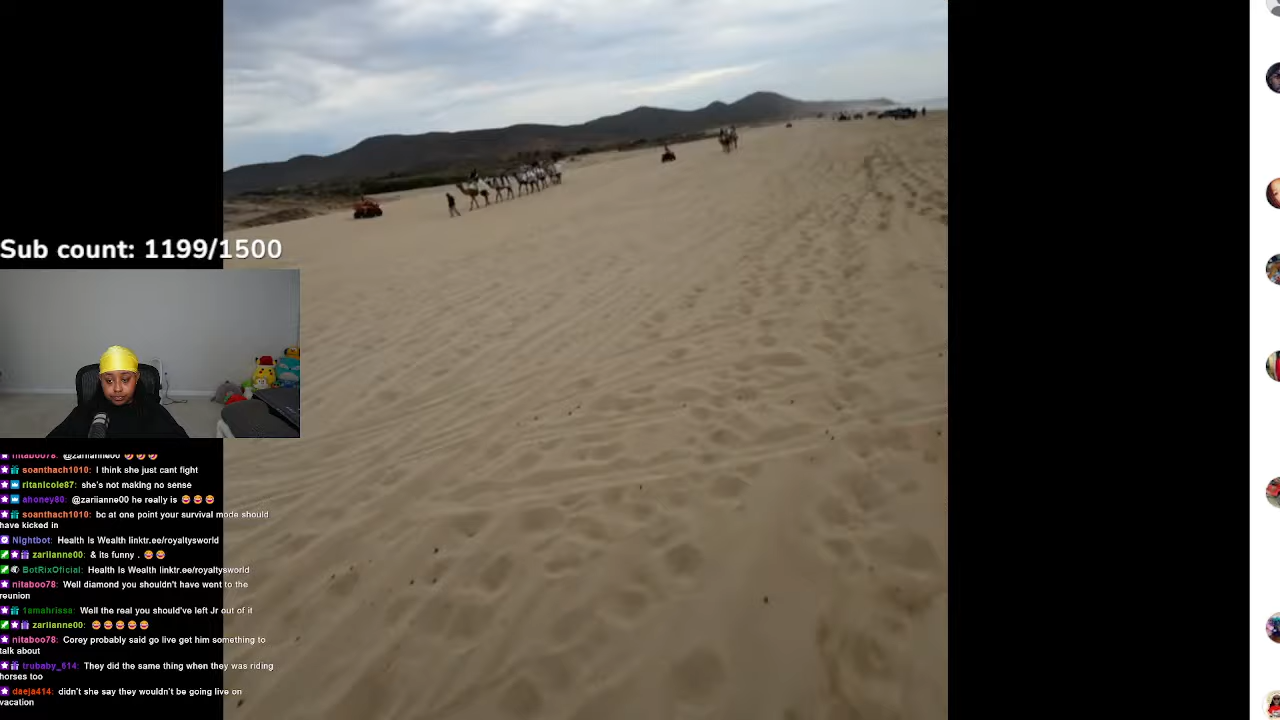 Sub count: 1199/1500
nitaboo78: @zariianne00
soanthach1010: I think she just cant fight
ritanicole87: she's not making no sense
ahoney80: @zariianne00 he really is
soanthach1010: bc at one point your survival mode should
have kicked in
Nightbot: Health Is Wealth linktr.ee/royaltysworld
zariianne00: & its funny .
BotRixOficial: Health Is Wealth linktr.ee/royaltysworld
nitaboo78: Well diamond you shouldn't have went to the
reunion
1amahrissa: Well the real you should've left Jr out of it
zariianne00:
nitaboo78: Corey probably said go live get him something to
talk about
trubaby_614: They did the same thing when they was riding
horses too
daeja414: didn't she say they wouldn't be going live on
vacation